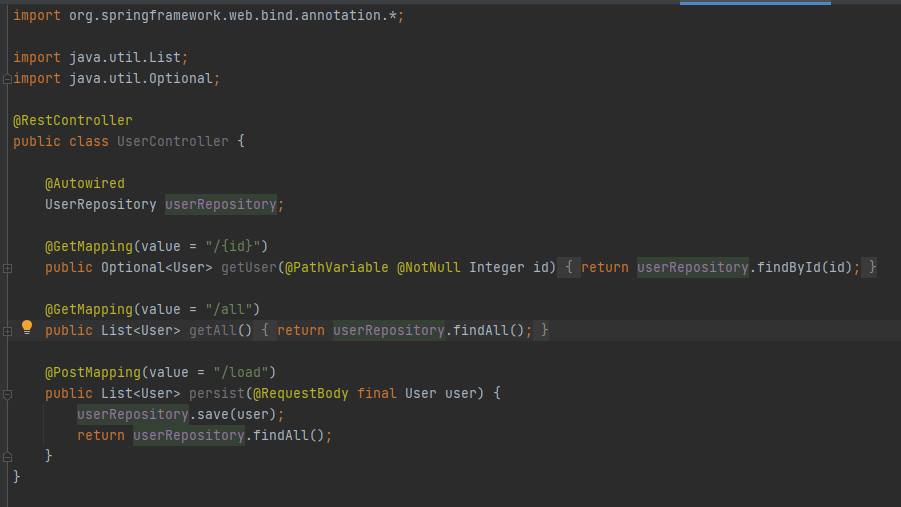 import org.springframework.web.bind.annotation.*;
import java.util.List;
import java.util.Optional;
@RestController
public class UserController {
@Autowired
UserRepository userRepository;
@GetMapping(value = "/{id}")
public Optional<User> getUser(@PathVariable @NotNull Integer id) { return userRepository.findById(id); }
@GetMapping(value = "/all")
public List<User> getAll() { return userRepository.findAll(); }
@PostMapping(value = "/load")
public List<User> persist(@RequestBody final User user) {
userRepository.save(user);
return userRepository.findAll();
}
}